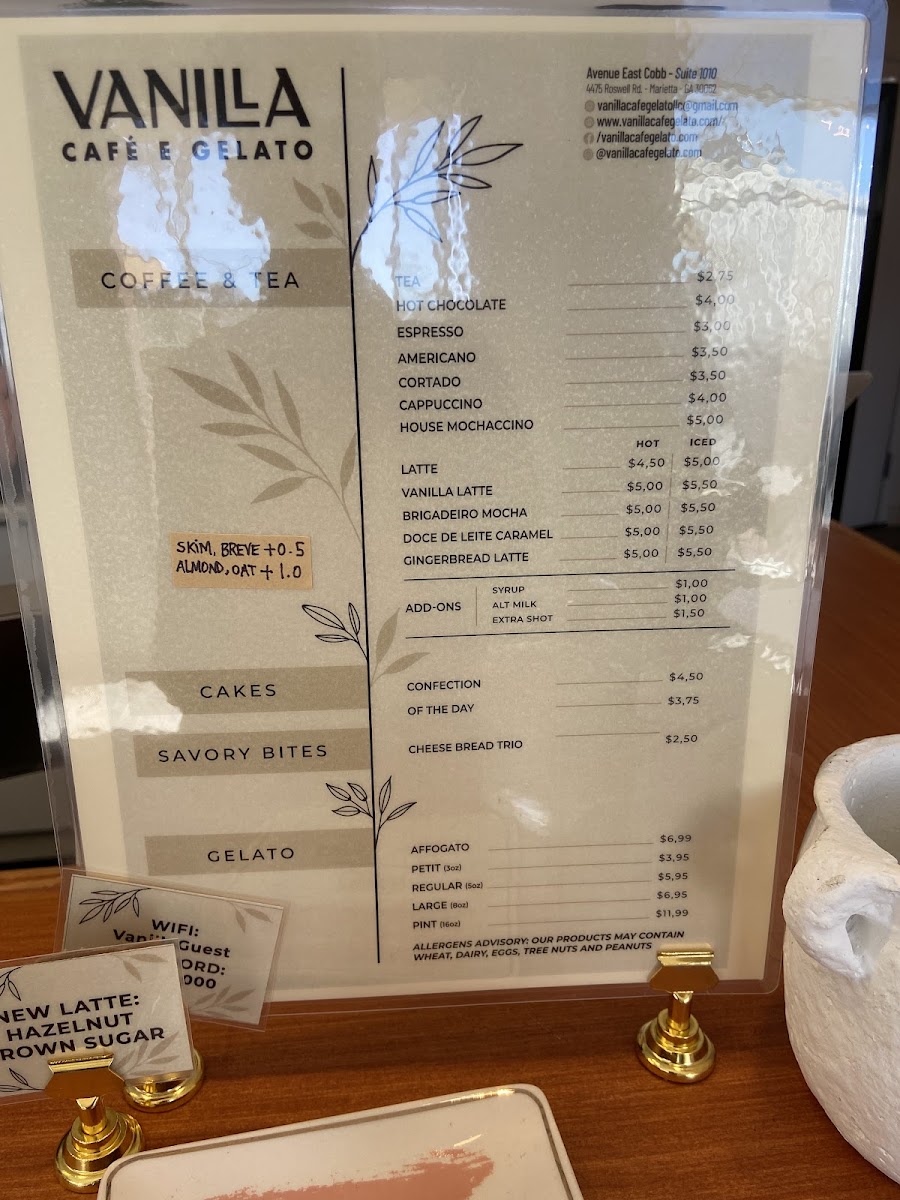 VANILLA
CAFÉ E GELATO
Avenue East Cobb - Suite 1010
4475 Roswell Rd. - Marietta - GA 30062
vanillacafegelatollc@gmail.com
www.vanillacafegelato.com/
/vanillacafegelato.com
@vanillacafegelato.com
COFFEE & TEA
TEA $2,75
HOT CHOCOLATE $4,00
ESPRESSO $3,00
AMERICANO $3,50
CORTADO $3,50
CAPPUCCINO $4,00
HOUSE MOCHACCINO $5,00
HOT ICED
LATTE $4,50 $5,00
VANILLA LATTE $5,00 $5,50
BRIGADEIRO MOCHA $5,00 $5,50
DOCE DE LEITE CARAMEL $5,00 $5,50
GINGERBREAD LATTE $5,00 $5,50
SKIM, BREVE +0.5
ALMOND, OAT +1.0
ADD-ONS
SYRUP $1,00
ALT MILK $1,00
EXTRA SHOT $1,50
CAKES
CONFECTION $4,50
OF THE DAY $3,75
SAVORY BITES
CHEESE BREAD TRIO $2,50
GELATO
AFFOGATO $6,99
PETIT (3oz) $3,95
REGULAR (5oz) $5,95
LARGE (8oz) $6,95
PINT (16oz) $11,99
ALLERGENS ADVISORY: OUR PRODUCTS MAY CONTAIN
WHEAT, DAIRY, EGGS, TREE NUTS AND PEANUTS
WIFI:
Guest
ORD:
000
NEW LATTE:
HAZELNUT
ROWN SUGAR